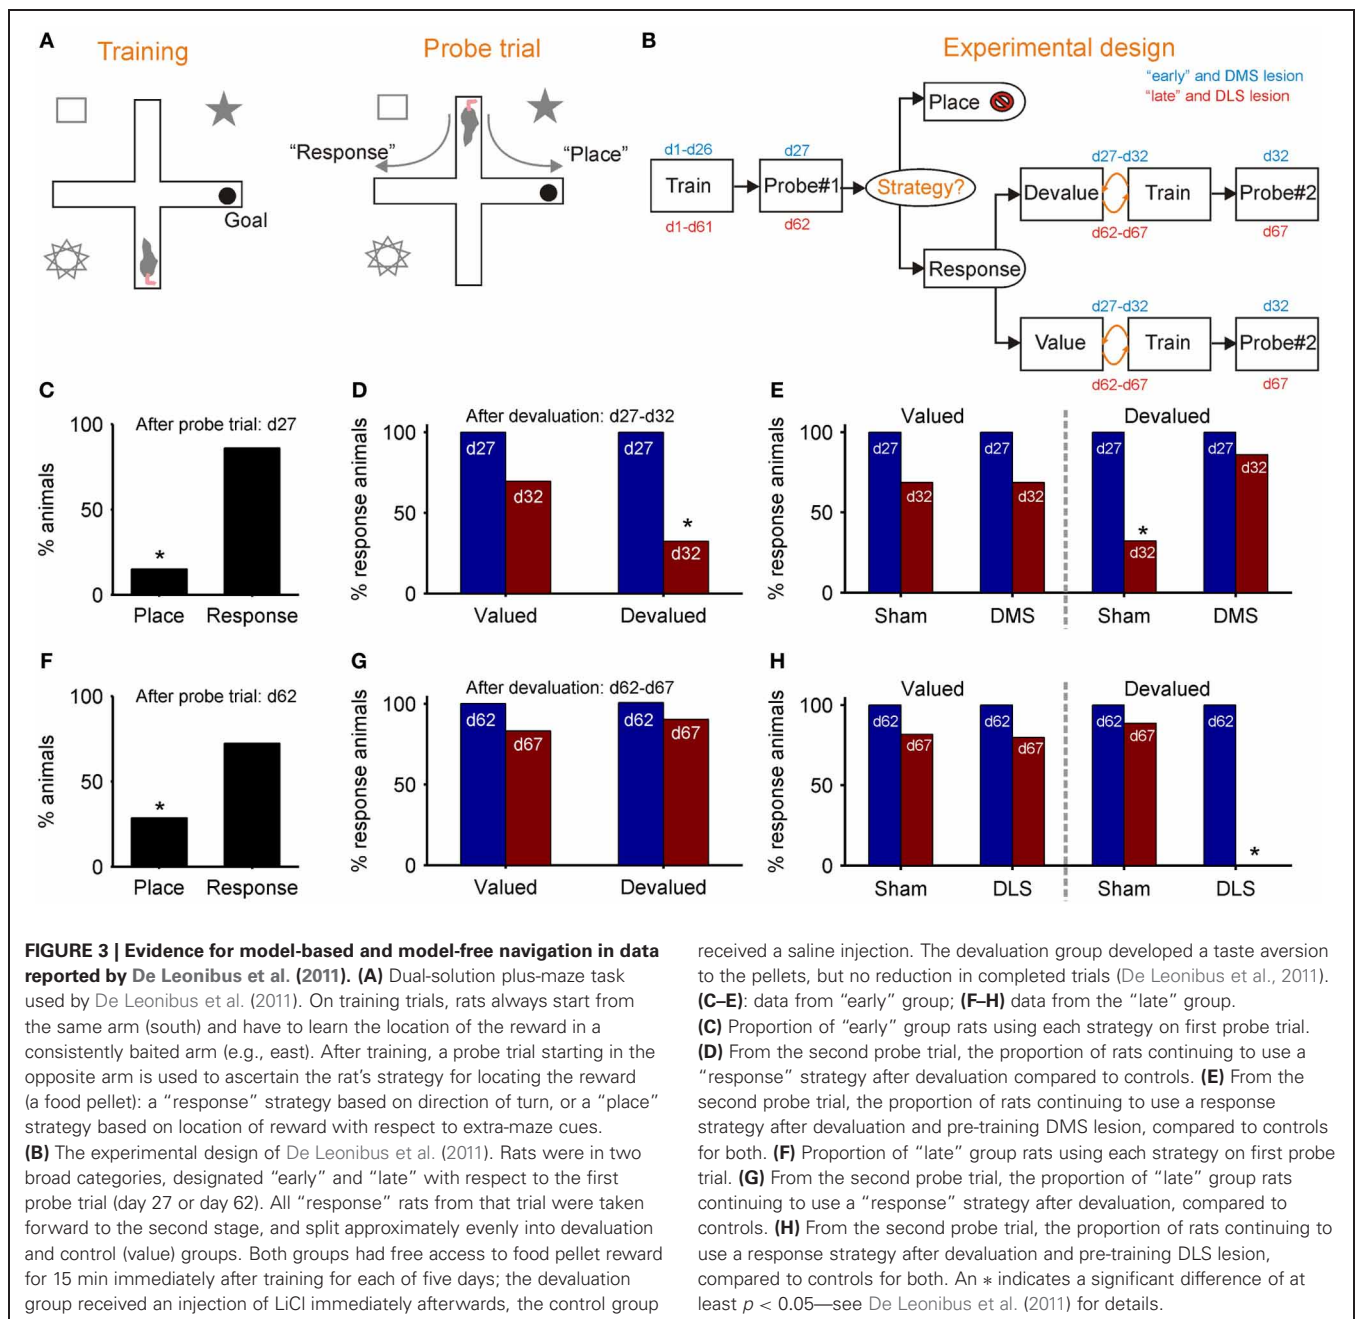 A
Training
Probe trial
"Response"
"Place"
Goal
B
Experimental design
"early" and DMS lesion
"late" and DLS lesion
d1-d26
Train
d1-d61
d27
Probe#1
d62
Strategy?
Place
Response
d27-d32
d32
Devalue
Train
Probe#2
d62-d67
d67
d27-d32
d32
Value
Train
Probe#2
d62-d67
d67
C
After probe trial: d27
% animals
100
50
0
*
Place
Response
D
After devaluation: d27-d32
% response animals
100
50
0
d27
d32
d27
*
d32
Valued
Devalued
E
Valued
Devalued
% response animals
100
50
0
d27
d32
d27
d32
d27
*
d32
d27
d32
Sham
DMS
Sham
DMS
F
After probe trial: d62
% animals
100
50
0
*
Place
Response
G
After devaluation: d62-d67
% response animals
100
50
0
d62
d67
d62
d67
Valued
Devalued
H
Valued
Devalued
% response animals
100
50
0
d62
d67
d62
d67
d62
d67
d62
*
Sham
DLS
Sham
DLS
FIGURE 3 | Evidence for model-based and model-free navigation in data
reported by De Leonibus et al. (2011). (A) Dual-solution plus-maze task
used by De Leonibus et al. (2011). On training trials, rats always start from
the same arm (south) and have to learn the location of the reward in a
consistently baited arm (e.g., east). After training, a probe trial starting in the
opposite arm is used to ascertain the rat's strategy for locating the reward
(a food pellet): a "response" strategy based on direction of turn, or a "place"
strategy based on location of reward with respect to extra-maze cues.
(B) The experimental design of De Leonibus et al. (2011). Rats were in two
broad categories, designated "early" and "late" with respect to the first
probe trial (day 27 or day 62). All "response" rats from that trial were taken
forward to the second stage, and split approximately evenly into devaluation
and control (value) groups. Both groups had free access to food pellet reward
for 15 min immediately after training for each of five days; the devaluation
group received an injection of LiCl immediately afterwards, the control group
received a saline injection. The devaluation group developed a taste aversion
to the pellets, but no reduction in completed trials (De Leonibus et al., 2011).
(C–E): data from "early" group; (F–H) data from the "late" group.
(C) Proportion of "early" group rats using each strategy on first probe trial.
(D) From the second probe trial, the proportion of rats continuing to use a
"response" strategy after devaluation compared to controls. (E) From the
second probe trial, the proportion of rats continuing to use a response
strategy after devaluation and pre-training DMS lesion, compared to controls
for both. (F) Proportion of "late" group rats using each strategy on first probe
trial. (G) From the second probe trial, the proportion of "late" group rats
continuing to use a "response" strategy after devaluation, compared to
controls. (H) From the second probe trial, the proportion of rats continuing to
use a response strategy after devaluation and pre-training DLS lesion,
compared to controls for both. An * indicates a significant difference of at
least p < 0.05—see De Leonibus et al. (2011) for details.